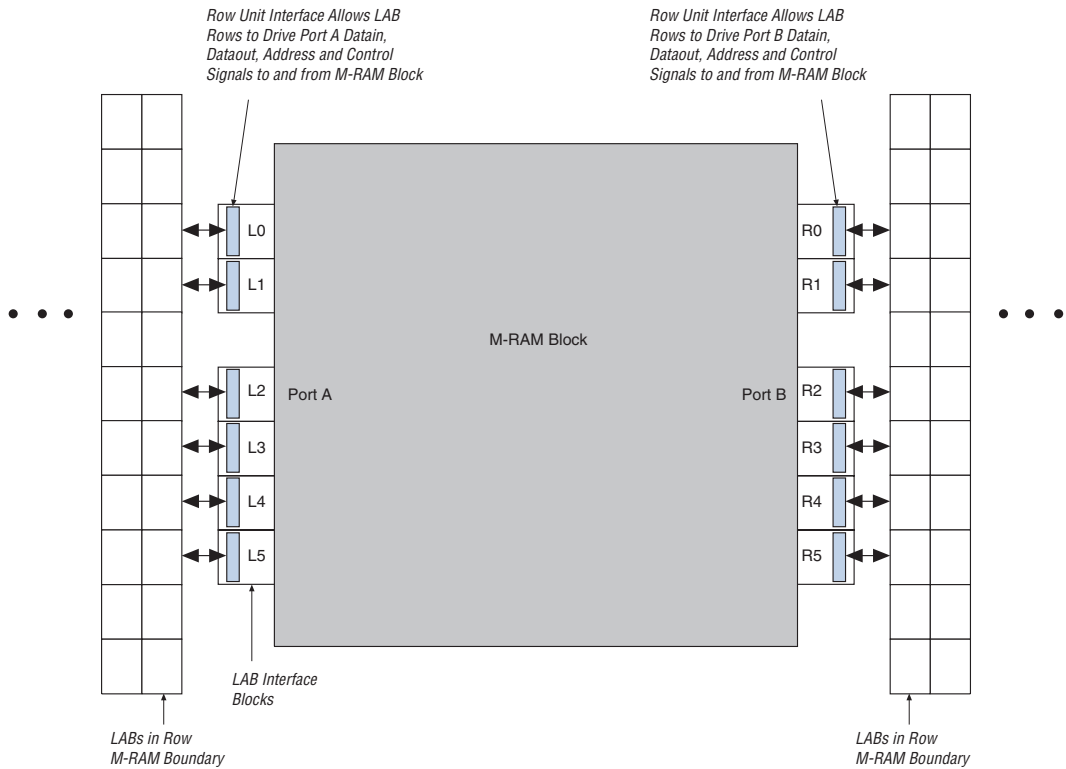 Row Unit Interface Allows LAB
Rows to Drive Port A Datain,
Dataout, Address and Control
Signals to and from M-RAM Block
Row Unit Interface Allows LAB
Rows to Drive Port B Datain,
Dataout, Address and Control
Signals to and from M-RAM Block
L0
R0
L1
R1
M-RAM Block
L2
Port A
Port B
R2
L3
R3
L4
R4
L5
R5
LAB Interface
Blocks
LABs in Row
M-RAM Boundary
LABs in Row
M-RAM Boundary